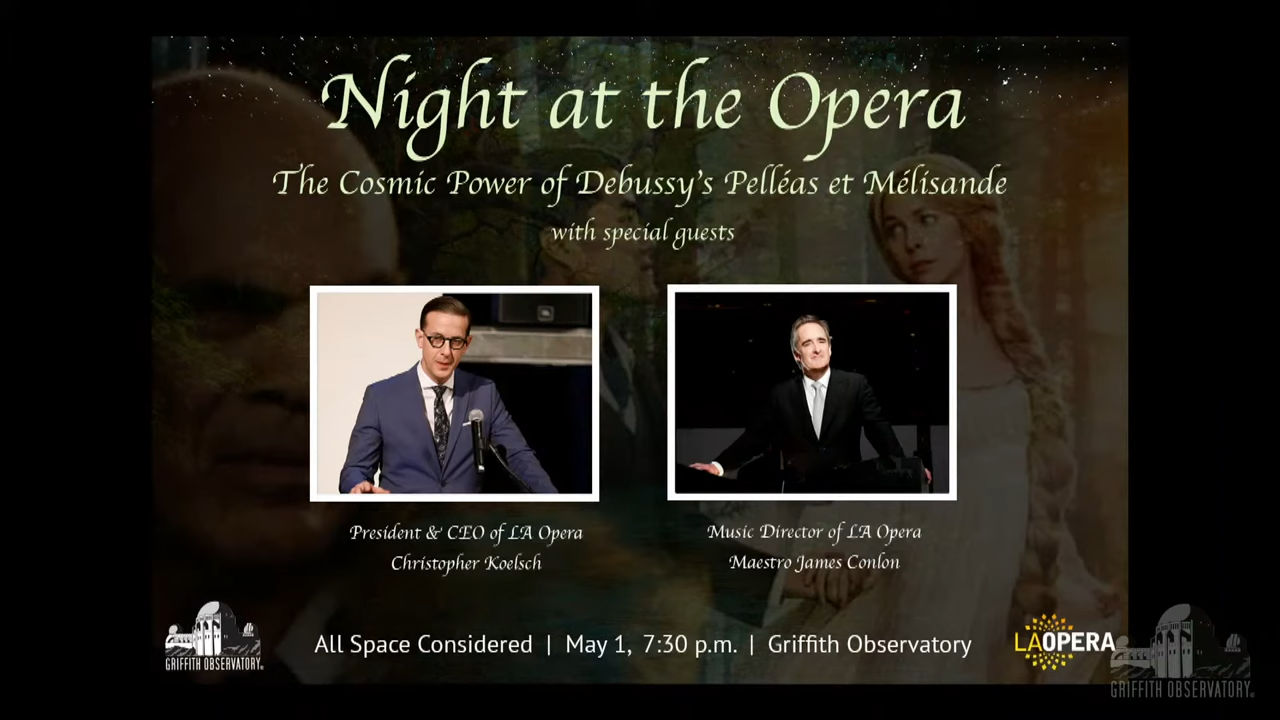 Night at the Opera
The Cosmic Power of Debussy's Pelléas et Mélisande
with special guests
President & CEO of LA Opera
Christopher Koelsch
Music Director of LA Opera
Maestro James Conlon
GRIFFITH OBSERVATORY
All Space Considered | May 1, 7:30 p.m. | Griffith Observatory
LAOPERA
GRIFFITH OBSERVATORY